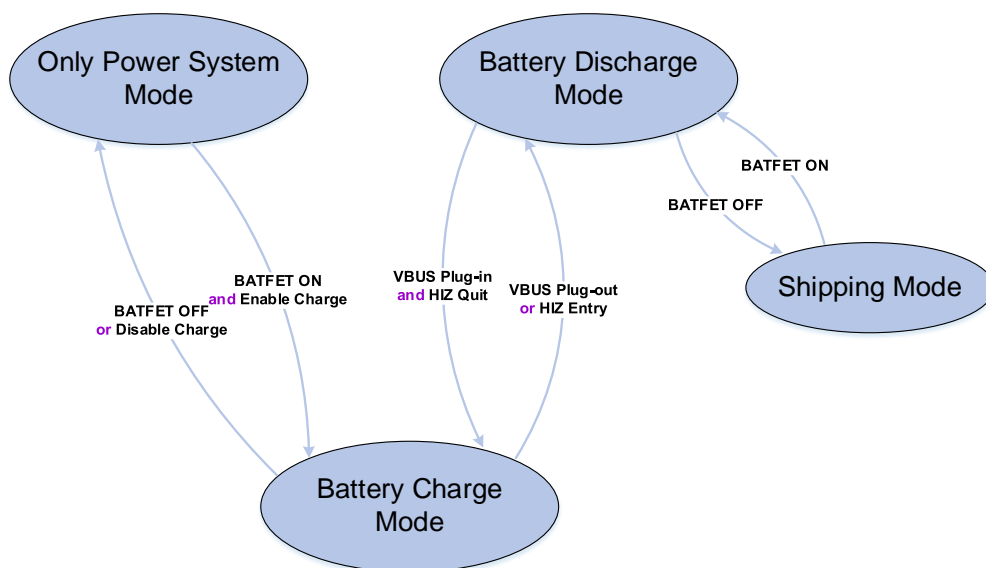 Only Power System
Mode
Battery Discharge
Mode
BATFET ON
BATFET OFF
VBUS Plug-in
and HIZ Quit
VBUS Plug-out
or HIZ Entry
BATFET ON
and Enable Charge
BATFET OFF
or Disable Charge
Shipping Mode
Battery Charge
Mode